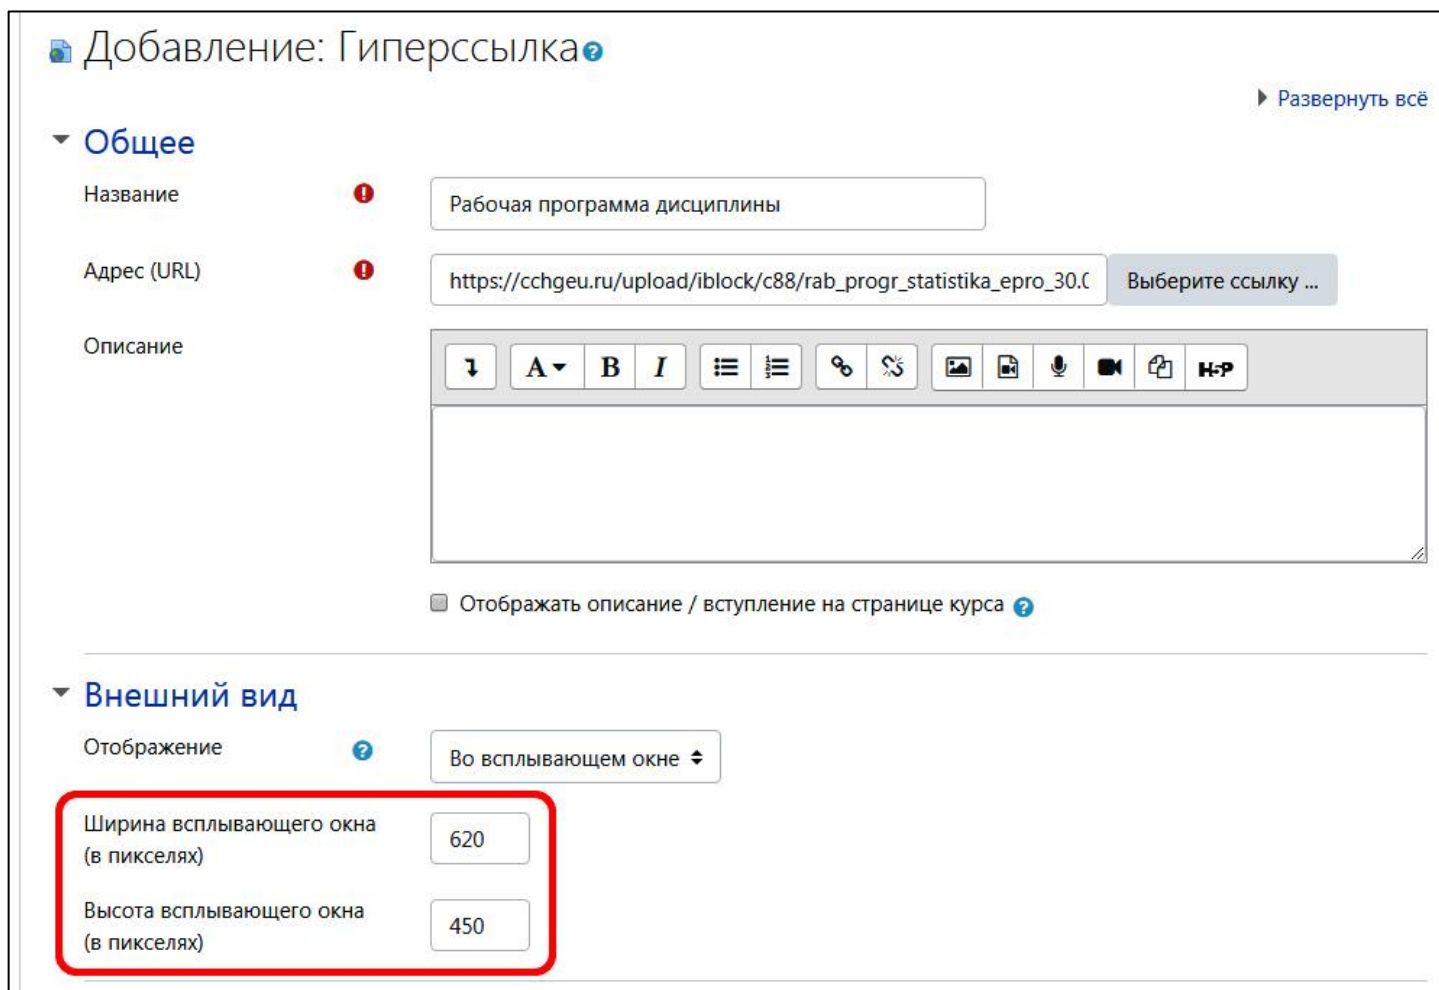 Добавление: Гиперссылка
Развернуть всё
Общее
Название
Рабочая программа дисциплины
Адрес (URL)
https://cchgeu.ru/upload/iblock/c88/rab_progr_statistika_epro_30.0
Выберите ссылку ...
Описание
A B I H5P
Отображать описание / вступление на странице курса
Внешний вид
Отображение
Во всплывающем окне
Ширина всплывающего окна
(в пикселях)
620
Высота всплывающего окна
(в пикселях)
450